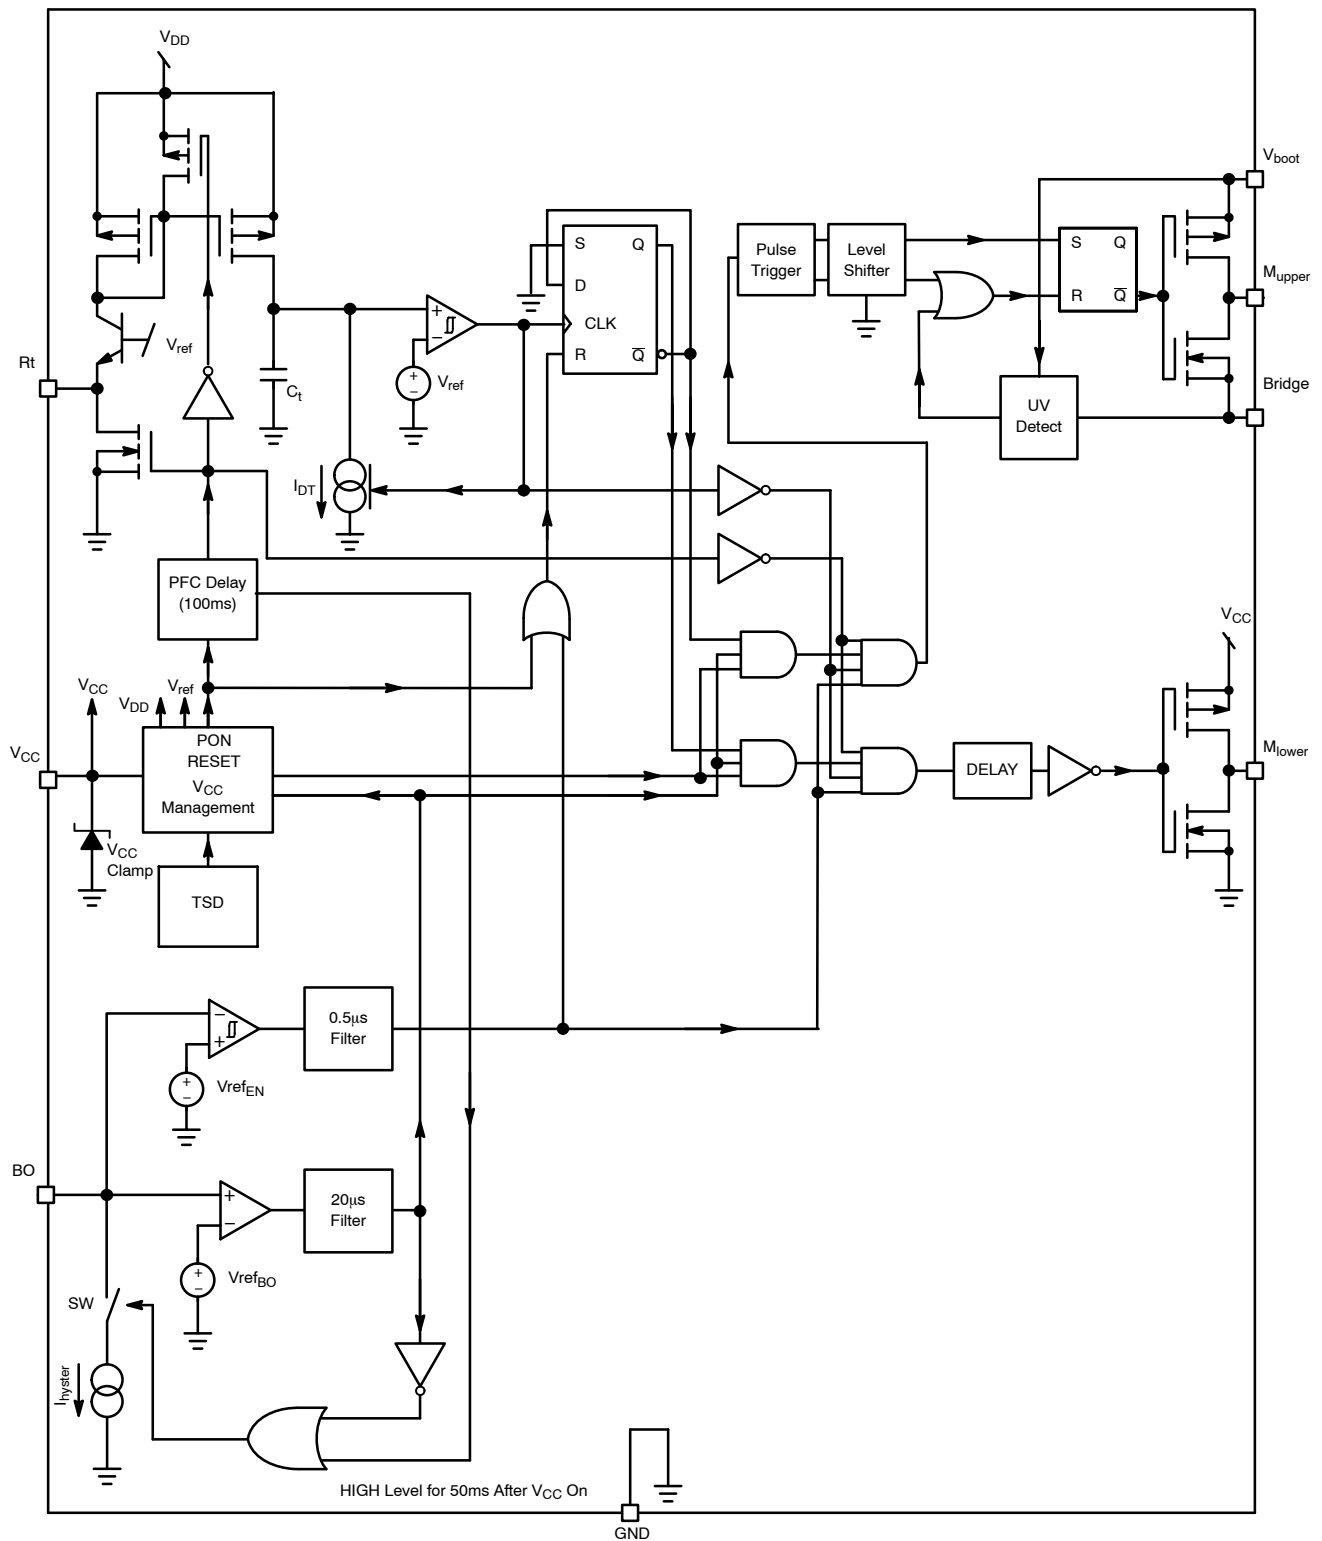 VDD
Vboot
S
Q
D
CLK
R
Q
Pulse
Trigger
Level
Shifter
S
Q
R
Q
Mupper
Bridge
UV
Detect
Vref
Rt
+
−
+
−
Vref
Ct
IDT
PFC Delay
(100ms)
VCC
VDD
Vref
VCC
PON
RESET
VCC
Management
VCC
Clamp
TSD
VCC
Mlower
DELAY
−
+
0.5μs
Filter
+
−
VrefEN
BO
+
−
20μs
Filter
+
−
VrefBO
SW
Ihyster
HIGH Level for 50ms After VCC On
GND